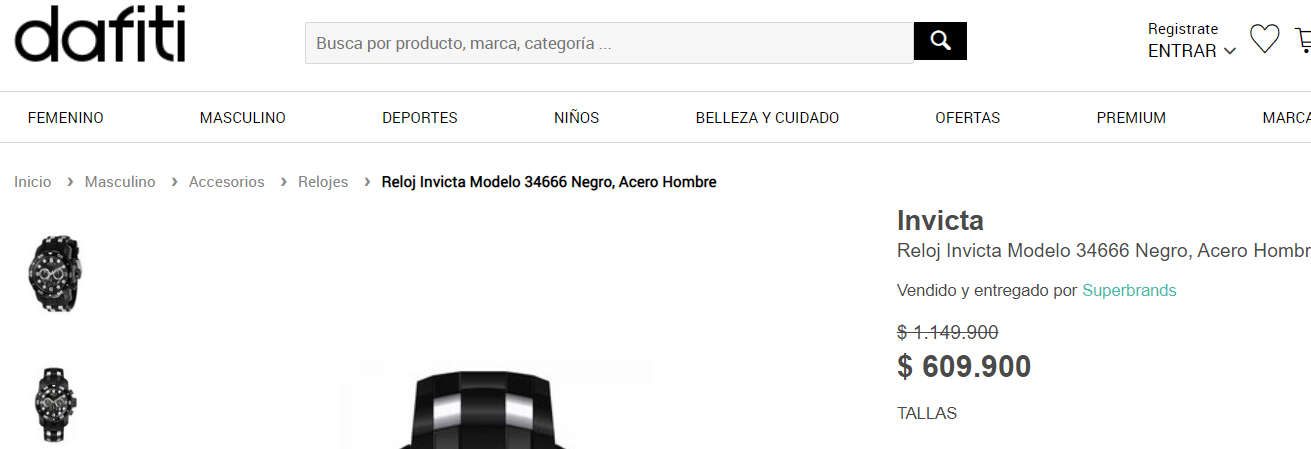 dafiti
Busca por producto, marca, categoría ...
Registrate
ENTRAR
FEMENINO MASCULINO DEPORTES NIÑOS BELLEZA Y CUIDADO OFERTAS PREMIUM MARCA
Inicio › Masculino › Accesorios › Relojes › Reloj Invicta Modelo 34666 Negro, Acero Hombre
Invicta
Reloj Invicta Modelo 34666 Negro, Acero Hombr
Vendido y entregado por Superbrands
$ 1.149.900
$ 609.900
TALLAS